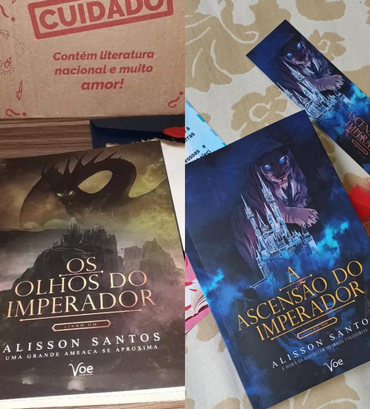 CUIDADO
Contém literatura
nacional e muito
amor!
OS
OLHOS DO
IMPERADOR
LIVRO UM
ALISSON SANTOS
UMA GRANDE AMEAÇA SE APROXIMA
Voe
A
ASCENSÃO DO
IMPERADOR
ALISSON SANTOS
Voe
IMPERADOR